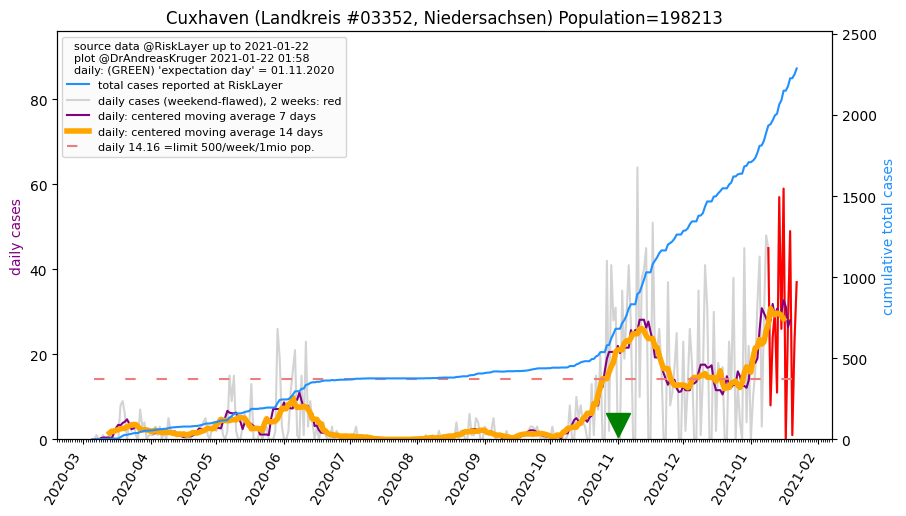 Cuxhaven (Landkreis #03352, Niedersachsen) Population=198213
source data @RiskLayer up to 2021-01-22
plot @DrAndreasKruger 2021-01-22 01:58
daily: (GREEN) 'expectation day' = 01.11.2020
total cases reported at RiskLayer
daily cases (weekend-flawed), 2 weeks: red
daily: centered moving average 7 days
daily: centered moving average 14 days
daily 14.16 =limit 500/week/1mio pop.
daily cases
80
60
40
20
0
cumulative total cases
2500
2000
1500
1000
500
0
2020-03
2020-04
2020-05
2020-06
2020-07
2020-08
2020-09
2020-10
2020-11
2020-12
2021-01
2021-02